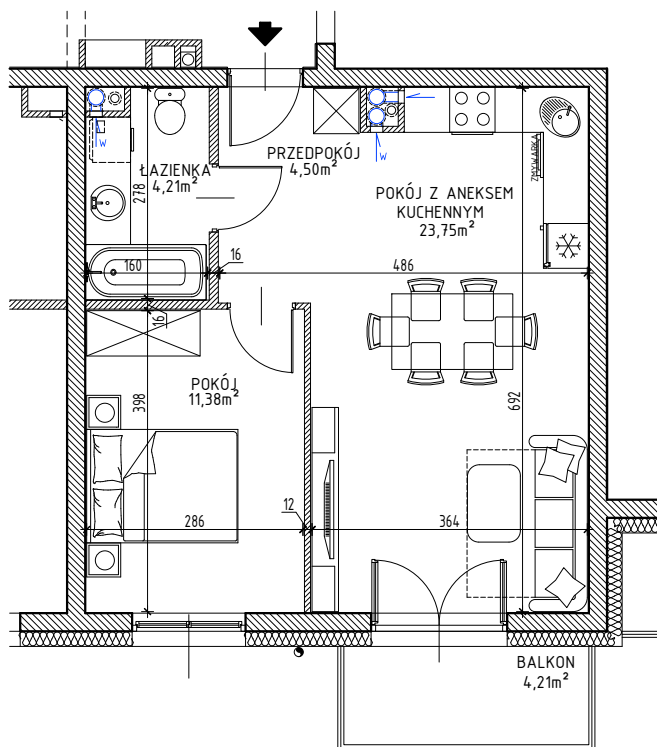 ŁAZIENKA
4,21m²
PRZEDPOKÓJ
4,50m²
POKÓJ Z ANEKSEM
KUCHENNYM
23,75m²
ZMYWARKA
W
W
278
160
16
486
16
POKÓJ
11,38m²
398
692
286
12
364
BALKON
4,21m²